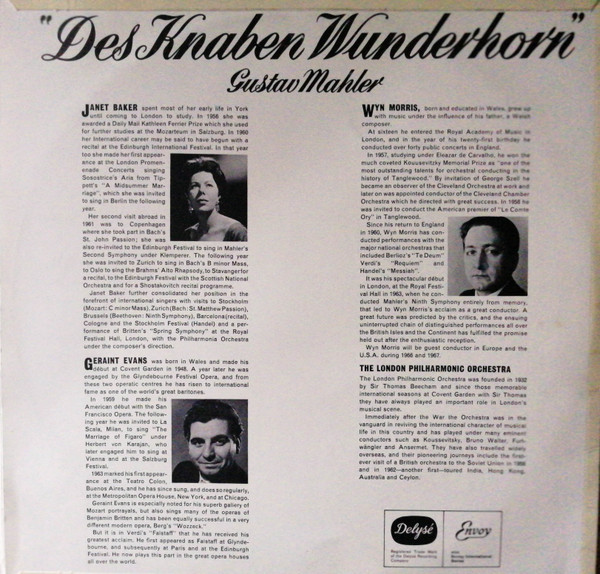 "Des Knaben Wunderhorn"
Gustav Mahler
JANET BAKER spent most of her early life in York
until coming to London to study. In 1956 she was
awarded a Daily Mail Kathleen Ferrier Prize which she used
for further studies at the Mozarteum in Salzburg. In 1960
her International career may be said to have begun with a
recital at the Edinburgh International Festival. In that year
too she made her first appear-
ance at the London Promen-
enade Concerts singing
Sosostrice's Aria from Tip-
pett's "A Midsummer Mar-
riage", which she was invited
to sing in Berlin the following
year.
Her second visit abroad in
1961 was to Copenhagen
where she took part in Bach's
St. John Passion; she was
also re-invited to the Edinburgh Festival to sing in Mahler's
Second Symphony under Klemperer. The following year
she was invited to Zurich to sing in Bach's B minor Mass,
to Oslo to sing the Brahms' Alto Rhapsody, to Stavanger for
a recital, to the Edinburgh Festival with the Scottish National
Orchestra and for a Shostakovitch recital programme.
Janet Baker further consolidated her position in the
forefront of international singers with visits to Stockholm
(Mozart: C minor Mass), Zurich (Bach: St. Matthew Passion),
Brussels (Beethoven: Ninth Symphony), Barcelona (recital),
Cologne and the Stockholm Festival (Handel) and a per-
formance of Britten's "Spring Symphony" at the Royal
Festival Hall, London, with the Philharmonia Orchestra
under the composer's direction.
GERAINT EVANS was born in Wales and made his
début at Covent Garden in 1948. A year later he was
engaged by the Glyndebourne Festival Opera, and from
these two operatic centres he has risen to international
fame as one of the world's great baritones.
In 1959 he made his
American début with the San
Francisco Opera. The follow-
ing year he was invited to La
Scala, Milan, to sing "The
Marriage of Figaro" under
Herbert von Karajan, who
later engaged him to sing at
Vienna and at the Salzburg
Festival.
1963 marked his first appear-
ance at the Teatro Colon,
Buenos Aires, and he has since sung, and does so regularly,
at the Metropolitan Opera House, New York, and at Chicago.
Geraint Evans is especially noted for his superb gallery of
Mozart portrayals, but also sings many of the operas of
Benjamin Britten and has been equally successful in a very
different modern opera, Berg's "Wozzeck."
But it is in Verdi's "Falstaff" that he has received his
greatest acclaim. He first appeared as Falstaff at Glynde-
bourne, and subsequently at Paris and at the Edinburgh
Festival. He now plays this part in the great opera houses
all over the world.
WYN MORRIS, born and educated in Wales, grew up
with music under the influence of his father, a Welsh
composer.
At sixteen he entered the Royal Academy of Music in
London, and in the year of his twenty-first birthday he
conducted over forty public concerts in England.
In 1957, studying under Eleazar de Carvalho, he won the
much coveted Koussevitzky Memorial Prize as "one of the
most outstanding talents for orchestral conducting in the
history of Tanglewood." By invitation of George Szell he
became an observer of the Cleveland Orchestra at work and
later on was appointed conductor of the Cleveland Chamber
Orchestra which he directed with great success. In 1958 he
was invited to conduct the American premier of "Le Comte
Ory" in Tanglewood.
Since his return to England
in 1960, Wyn Morris has con-
ducted performances with the
major national orchestras that
included Berlioz's "Te Deum"
Verdi's "Requiem" and
Handel's "Messiah".
It was his spectacular début
in London, at the Royal Festi-
val Hall in 1963, when he con-
ducted Mahler's Ninth Symphony entirely from memory,
that led to Wyn Morris's acclaim as a great conductor. A
great future was predicted by the critics, and the ensuing
uninterrupted chain of distinguished performances all over
the British Isles and the Continent has fulfilled the promise
held out after the enthusiastic reception.
Wyn Morris will be guest conductor in Europe and the
U.S.A. during 1966 and 1967.
THE LONDON PHILHARMONIC ORCHESTRA
The London Philharmonic Orchestra was founded in 1932
by Sir Thomas Beecham and since those memorable
international seasons at Covent Garden with Sir Thomas
they have always played an important role in London's
musical scene.
Immediately after the War the Orchestra was in the
vanguard in reviving the international character of musical
life in this country and has played under many eminent
conductors such as Koussevitsky, Bruno Walter, Furt-
wängler and Ansermet. They have also travelled widely
overseas, and their pioneering journeys include the first-
ever visit of a British orchestra to the Soviet Union in 1956
and in 1962—another first—toured India, Hong Kong,
Australia and Ceylon.
Delysé
Envoy
Registered Trade Mark
of the Delyse Recording
Company